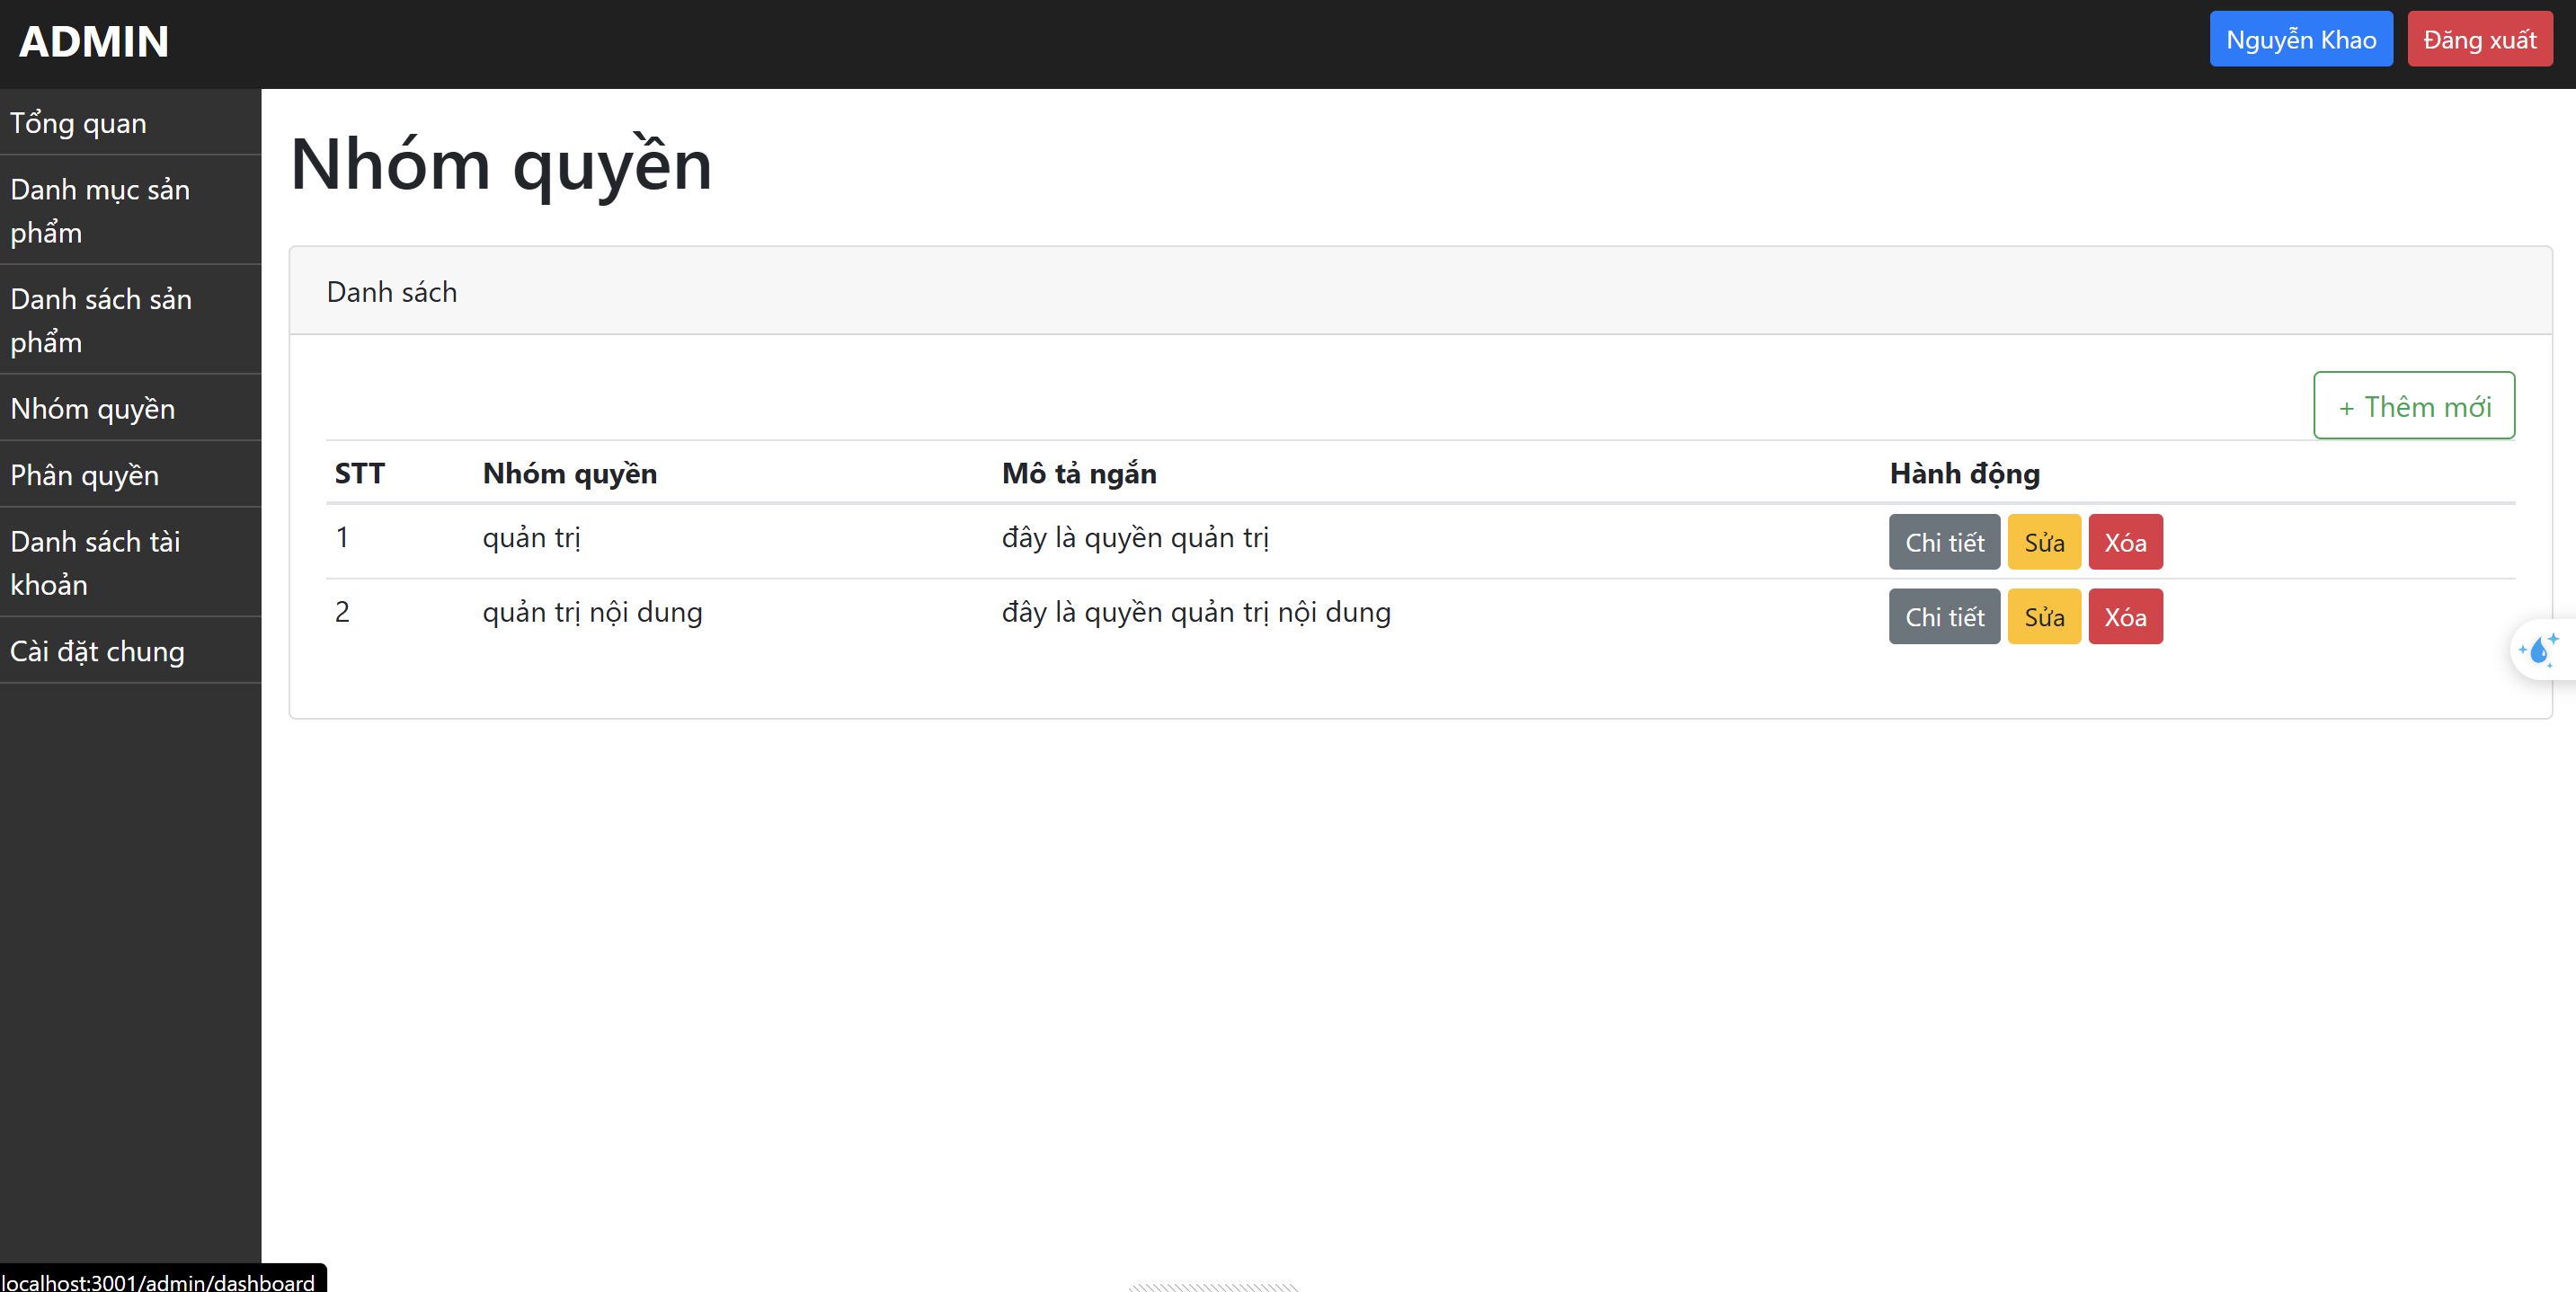 ADMIN
Nguyễn Khao
Đăng xuất
Tổng quan
Danh mục sản
phẩm
Danh sách sản
phẩm
Nhóm quyền
Phân quyền
Danh sách tài
khoản
Cài đặt chung
Nhóm quyền
Danh sách
+ Thêm mới
STT Nhóm quyền Mô tả ngắn Hành động
1 quản trị đây là quyền quản trị Chi tiết Sửa Xóa
2 quản trị nội dung đây là quyền quản trị nội dung Chi tiết Sửa Xóa
localhost:3001/admin/dashboard